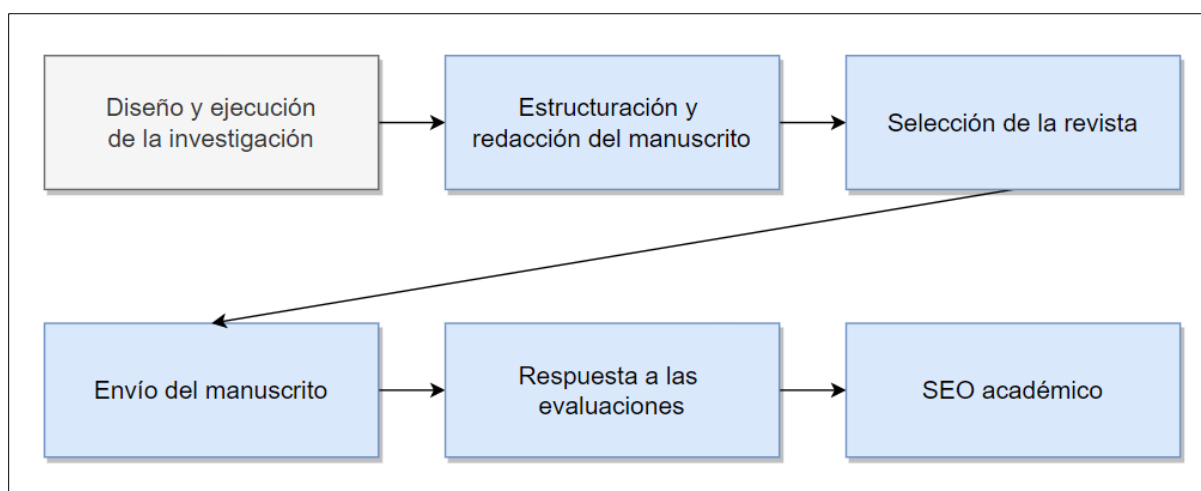 Diseño y ejecución
de la investigación
Estructuración y
redacción del manuscrito
Selección de la revista
Envío del manuscrito
Respuesta a las
evaluaciones
SEO académico